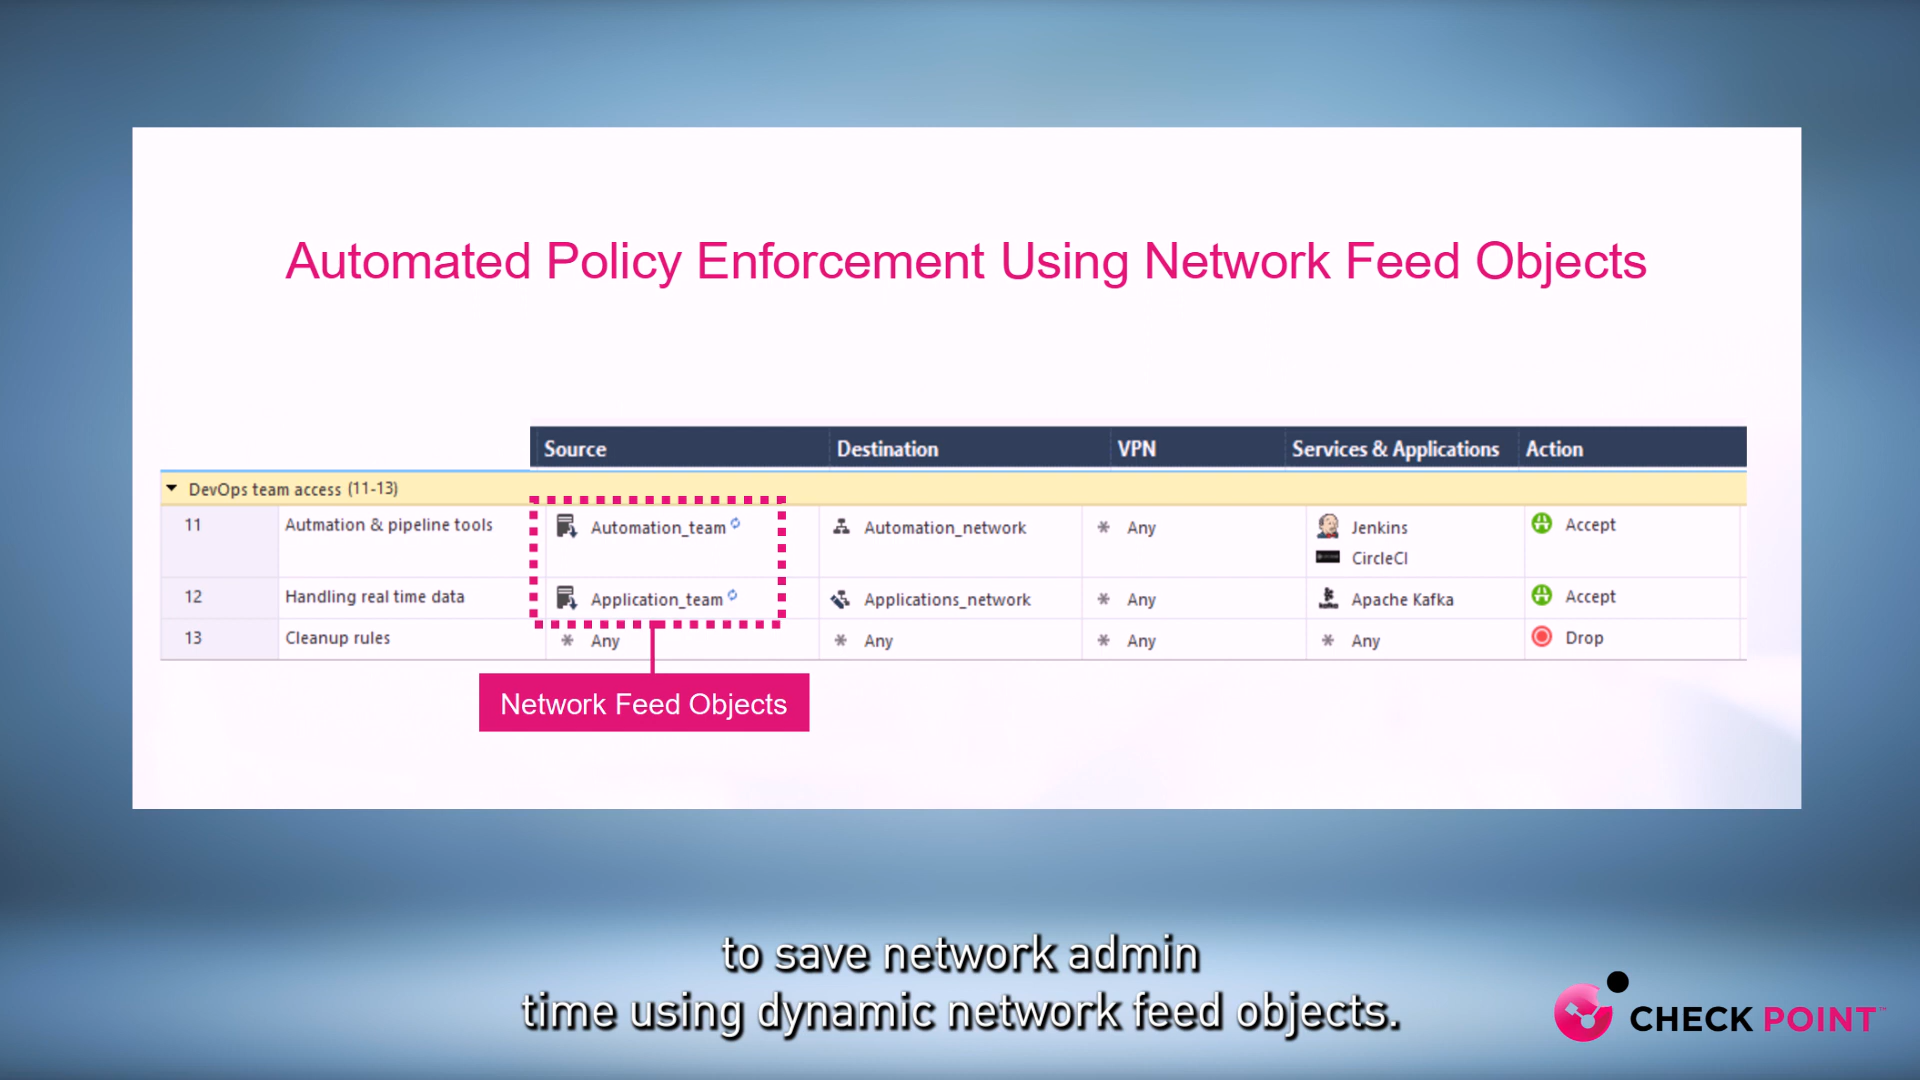 Automated Policy Enforcement Using Network Feed Objects
Source Destination VPN Services & Applications Action
DevOps team access (11-13)
11 Autmation & pipeline tools Automation_team Automation_network Any Jenkins Accept
CircleCI
12 Handling real time data Application_team Applications_network Any Apache Kafka Accept
13 Cleanup rules Any Any Any Any Drop
Network Feed Objects
to save network admin
time using dynamic network feed objects.
CHECK POINT™